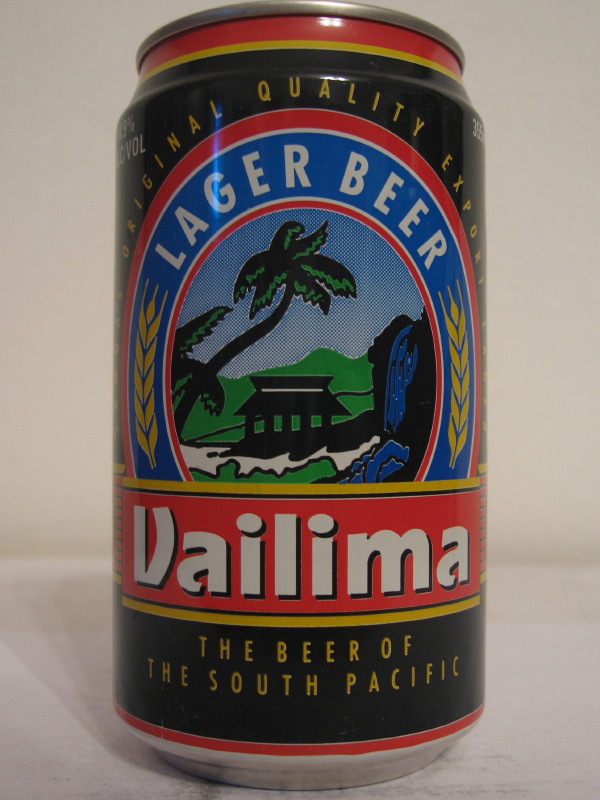 ORIGINAL QUALITY EXPORT
LAGER BEER
Vailima
THE BEER OF
THE SOUTH PACIFIC